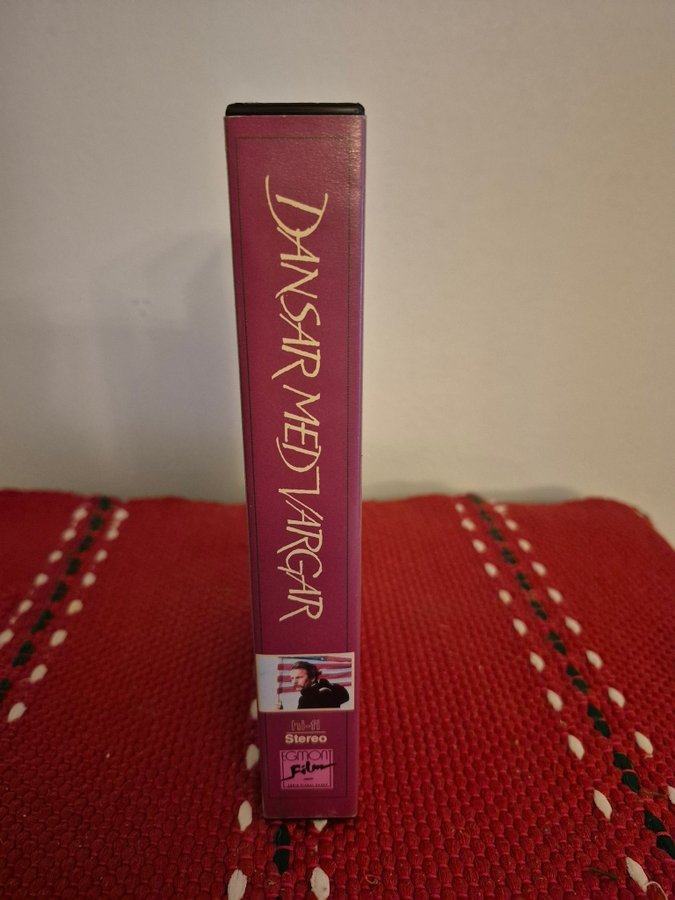 DANSAR MED VARGAR
hi-fi
Stereo
EGMONT
Film